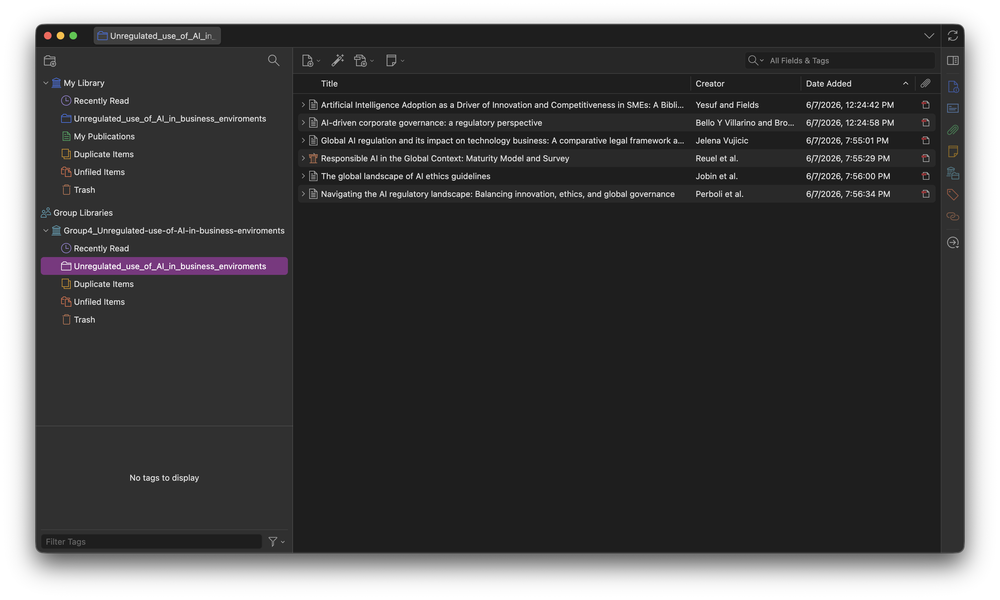 Unregulated_use_of_AI_in_
All Fields & Tags
My Library
Recently Read
Unregulated_use_of_AI_in_business_enviroments
My Publications
Duplicate Items
Unfiled Items
Trash
Group Libraries
Group4_Unregulated-use-of-AI-in-business-enviroments
Recently Read
Unregulated_use_of_AI_in_business_enviroments
Duplicate Items
Unfiled Items
Trash
No tags to display
Filter Tags
Title Creator Date Added
Artificial Intelligence Adoption as a Driver of Innovation and Competitiveness in SMEs: A Bibli... Yesuf and Fields 6/7/2026, 12:24:42 PM
AI-driven corporate governance: a regulatory perspective Bello Y Villarino and Bro... 6/7/2026, 12:24:58 PM
Global AI regulation and its impact on technology business: A comparative legal framework a... Jelena Vujicic 6/7/2026, 7:55:01 PM
Responsible AI in the Global Context: Maturity Model and Survey Reuel et al. 6/7/2026, 7:55:29 PM
The global landscape of AI ethics guidelines Jobin et al. 6/7/2026, 7:56:00 PM
Navigating the AI regulatory landscape: Balancing innovation, ethics, and global governance Perboli et al. 6/7/2026, 7:56:34 PM